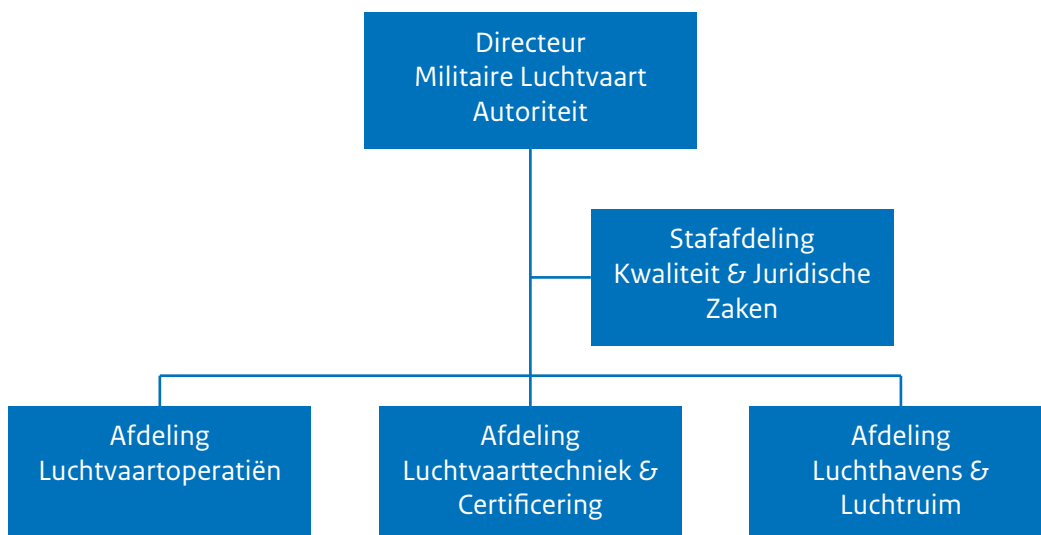 Directeur
Militaire Luchtvaart
Autoriteit
Stafafdeling
Kwaliteit & Juridische
Zaken
Afdeling
Luchtvaartoperatiën
Afdeling
Luchtvaarttechniek &
Certificering
Afdeling
Luchthavens &
Luchtruim